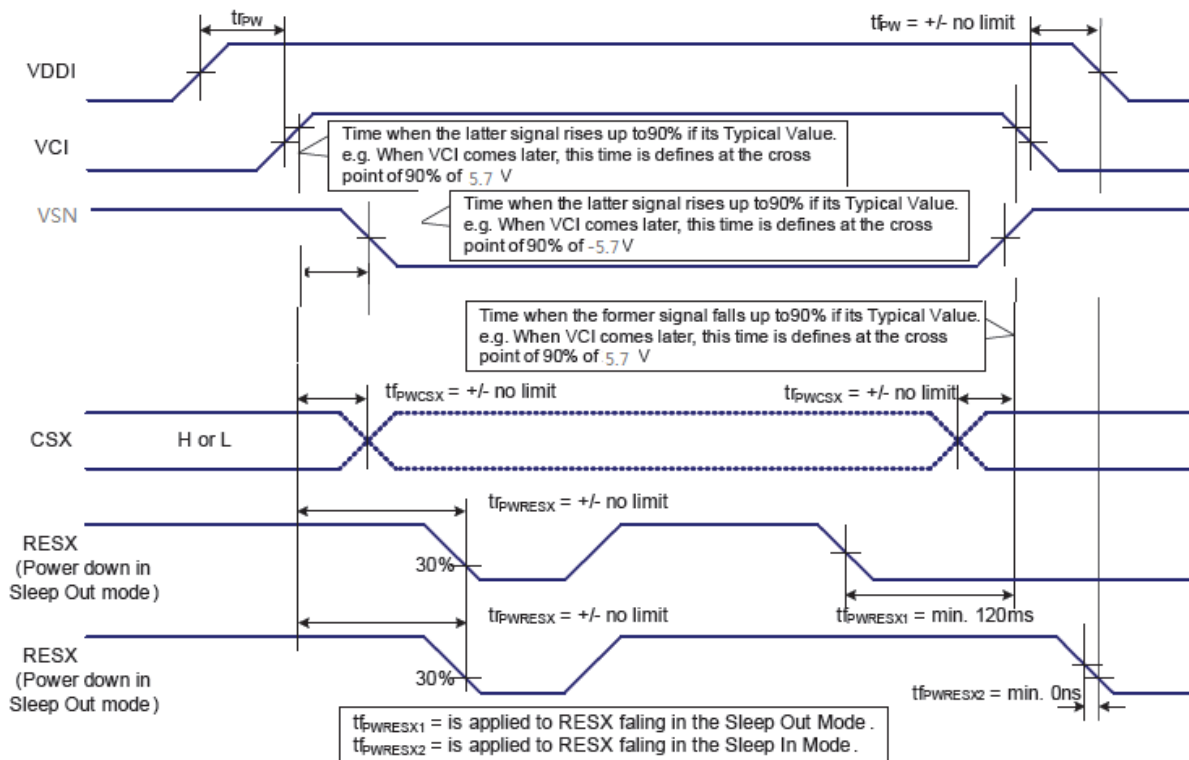 trPW
tfPW = +/- no limit
VDDI
VCI
Time when the latter signal rises up to90% if its Typical Value.
e.g. When VCI comes later, this time is defines at the cross
point of 90% of 5.7 V
VSN
Time when the latter signal rises up to90% if its Typical Value.
e.g. When VCI comes later, this time is defines at the cross
point of 90% of -5.7V
Time when the former signal falls up to90% if its Typical Value.
e.g. When VCI comes later, this time is defines at the cross
point of 90% of 5.7 V
tfPWCSX = +/- no limit
trPWCSX = +/- no limit
CSX
H or L
trPWRESX = +/- no limit
RESX
(Power down in
Sleep Out mode)
30%
trPWRESX = +/- no limit
tfPWRESX1 = min. 120ms
RESX
(Power down in
Sleep Out mode)
30%
tfPWRESX2 = min. 0ns
tfPWRESX1 = is applied to RESX faling in the Sleep Out Mode .
tfPWRESX2 = is applied to RESX faling in the Sleep In Mode .